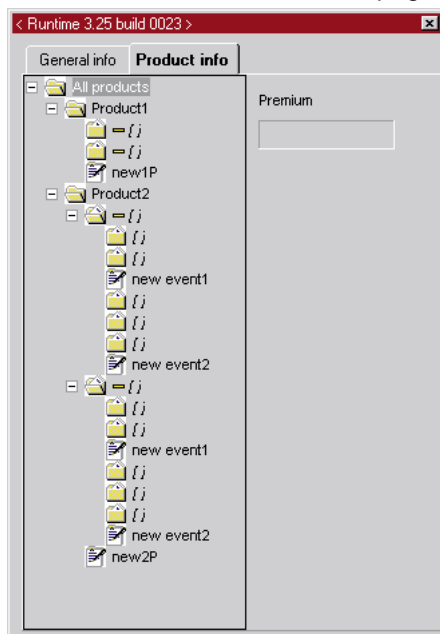 < Runtime 3.25 build 0023 >
General info Product info
All products
Premium
Product1
{}
{}
new1P
Product2
{}
{}
{}
new event1
{}
{}
{}
new event2
{}
{}
{}
new event1
{}
{}
{}
new event2
new2P